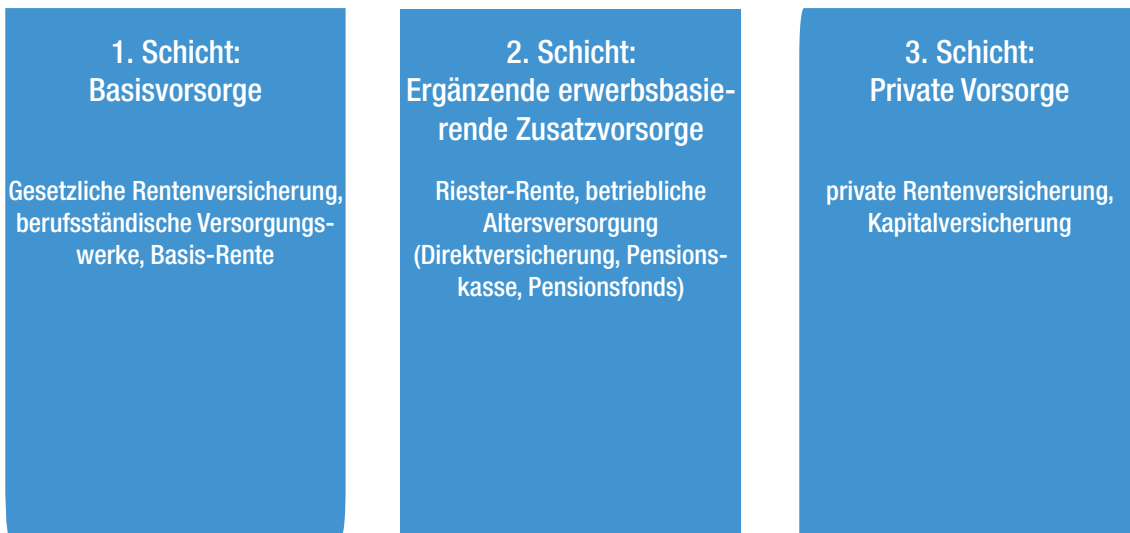 1. Schicht:
Basisvorsorge
Gesetzliche Rentenversicherung,
berufsständische Versorgungs-
werke, Basis-Rente
2. Schicht:
Ergänzende erwerbsbasie-
rende Zusatzvorsorge
Riester-Rente, betriebliche
Altersversorgung
(Direktversicherung, Pensions-
kasse, Pensionsfonds)
3. Schicht:
Private Vorsorge
private Rentenversicherung,
Kapitalversicherung